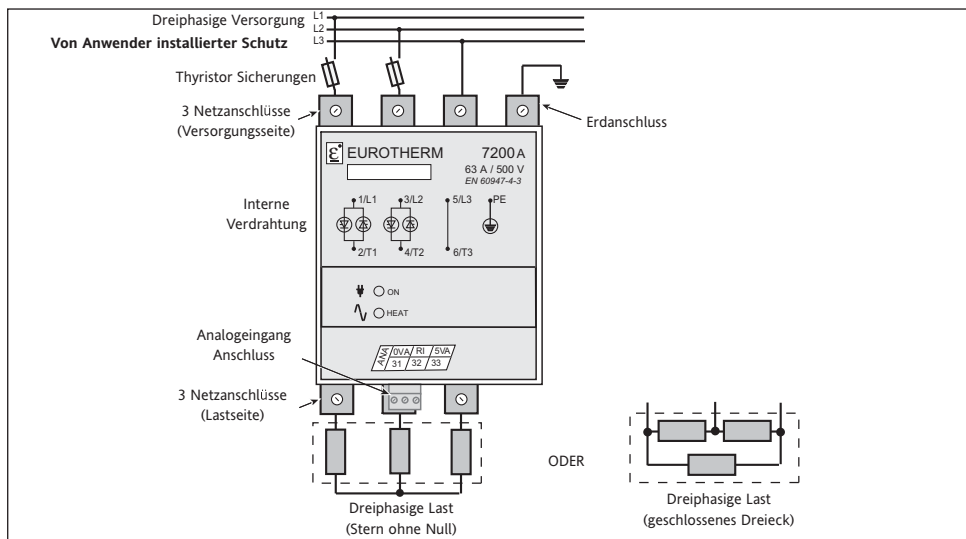 Dreiphasige Versorgung
L1
L2
Von Anwender installierter Schutz
L3
Thyristor Sicherungen
3 Netzanschlüsse
(Versorgungsseite)
Erdanschluss
ε EUROTHERM
7200 A
63 A / 500 V
EN 60947-4-3
Interne
Verdrahtung
1/L1
3/L2
5/L3
PE
2/T1
4/T2
6/T3
ON
HEAT
Analogeingang
Anschluss
ANA
0VA RI 5VA
31 32 33
3 Netzanschlüsse
(Lastseite)
ODER
Dreiphasige Last
(Stern ohne Null)
Dreiphasige Last
(geschlossenes Dreieck)